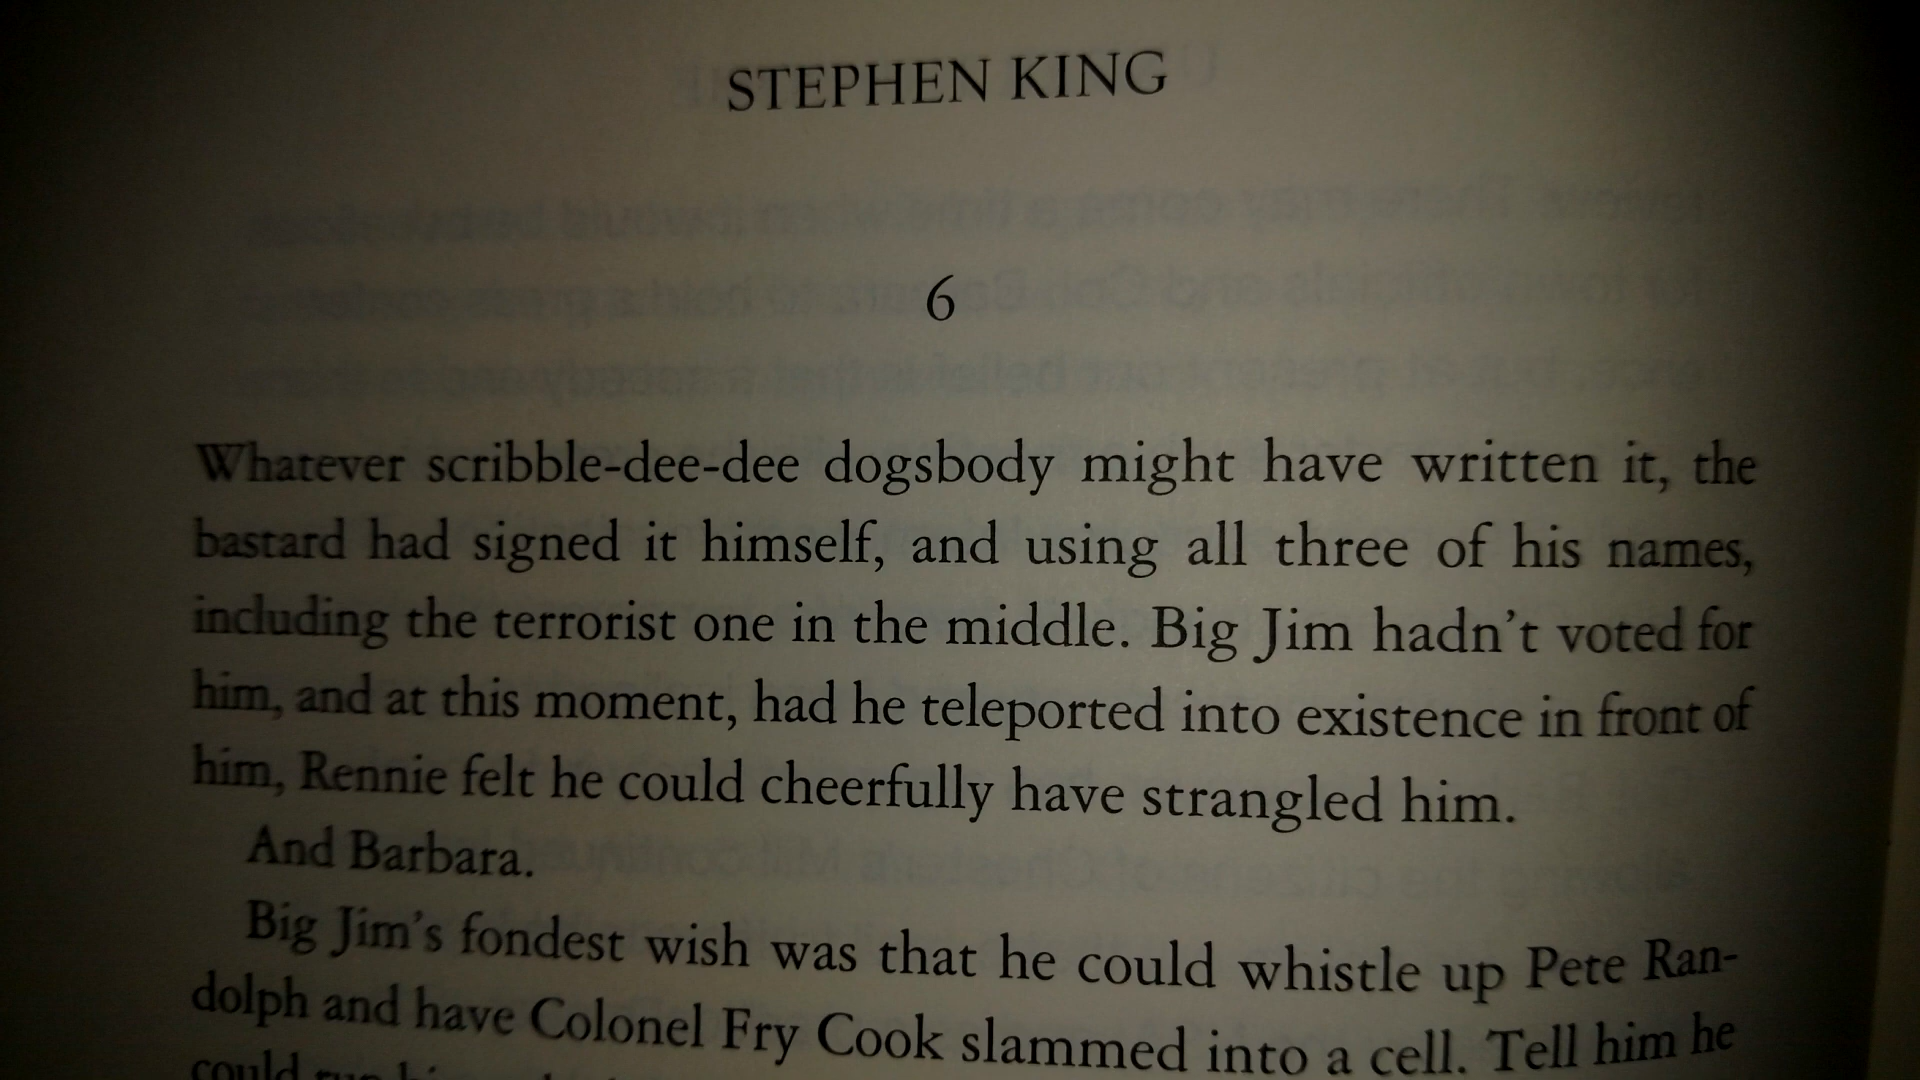 STEPHEN KING
6
Whatever scribble-dee-dee dogsbody might have written it, the
bastard had signed it himself, and using all three of his names,
including the terrorist one in the middle. Big Jim hadn't voted for
him, and at this moment, had he teleported into existence in front of
him, Rennie felt he could cheerfully have strangled him.
And Barbara.
Big Jim's fondest wish was that he could whistle up Pete Ran-
dolph and have Colonel Fry Cook slammed into a cell. Tell him he
could run